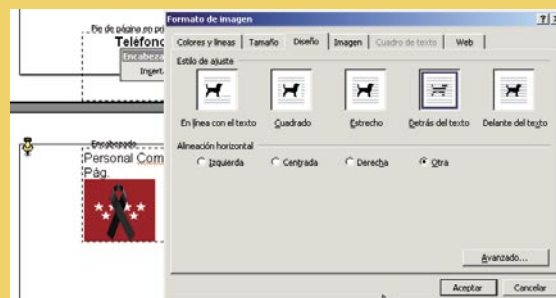 Pie de página en pri
Teléfono
Encabeza
Insert
Encabezado
Personal Com
Pág.
Formato de imagen
Colores y líneas Tamaño Diseño Imagen Cuadro de texto Web
Estilo de ajuste
En línea con el texto Cuadrado Estrecho Detrás del texto Delante del texto
Alineación horizontal
Izquierda Centrada Derecha Otra
Avanzado...
Aceptar Cancelar